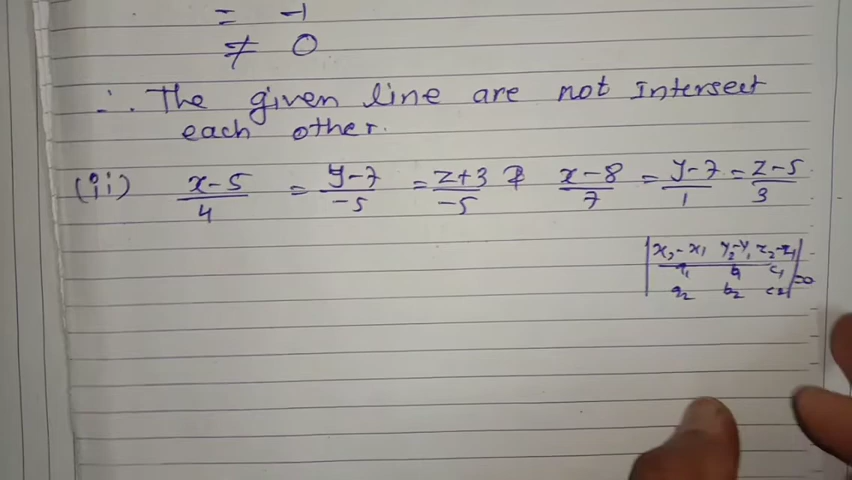 = -1
≠ 0
∴ The given line are not Intersect
each other.
(ii) x-5/4 = y-7/-5 = z+3/-5 & x-8/7 = y-7/1 = z-5/3
|x₂-x₁ y₂-y₁ z₂-z₁|
a₁ b₁ c₁ =0
a₂ b₂ c₂